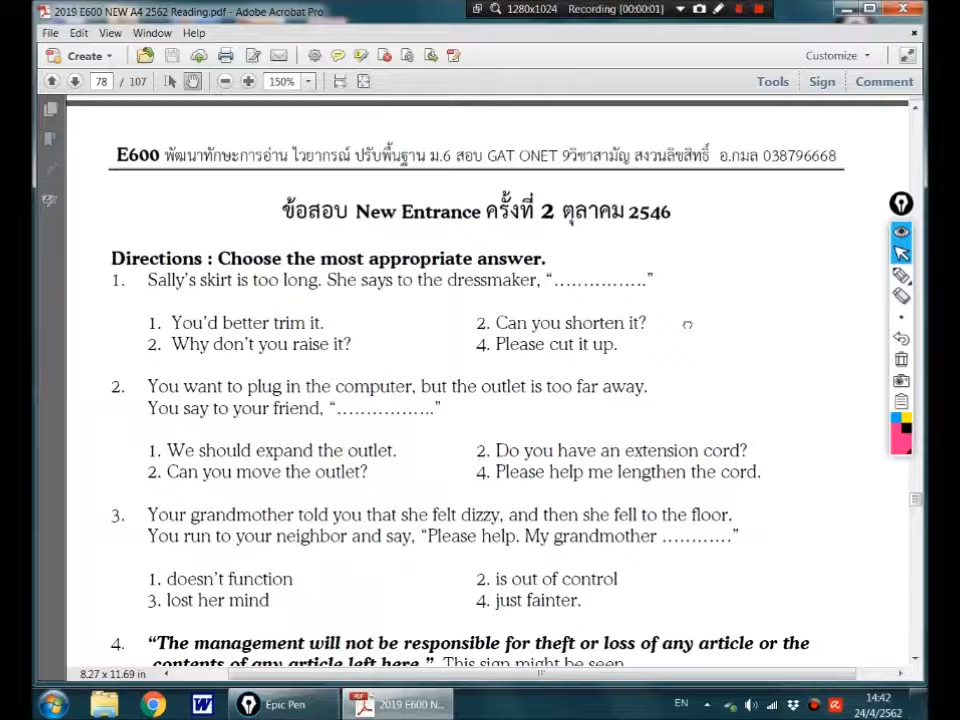 2019 E600 NEW A4 2562 Reading.pdf - Adobe Acrobat Pro
1280x1024 Recording [00:00:01]
File Edit View Window Help
Create Customize
78 / 107 150% Tools Sign Comment
E600 พัฒนาทักษะการอ่าน ไวยากรณ์ ปรับพื้นฐาน ม.6 สอบ GAT ONET 9วิชาสามัญ สงวนลิขสิทธิ์ อ.กมล 038796668
ข้อสอบ New Entrance ครั้งที่ 2 ตุลาคม 2546
Directions : Choose the most appropriate answer.
1. Sally's skirt is too long. She says to the dressmaker, "……………..”
1. You'd better trim it. 2. Can you shorten it?
2. Why don't you raise it? 4. Please cut it up.
2. You want to plug in the computer, but the outlet is too far away.
You say to your friend, "……………..”
1. We should expand the outlet. 2. Do you have an extension cord?
2. Can you move the outlet? 4. Please help me lengthen the cord.
3. Your grandmother told you that she felt dizzy, and then she fell to the floor.
You run to your neighbor and say, "Please help. My grandmother …………”
1. doesn't function 2. is out of control
3. lost her mind 4. just fainter.
4. "The management will not be responsible for theft or loss of any article or the
contents of any article left here." This sign might be seen
8.27 x 11.69 in
Epic Pen 2019 E600 N... EN 14:42
24/4/2562